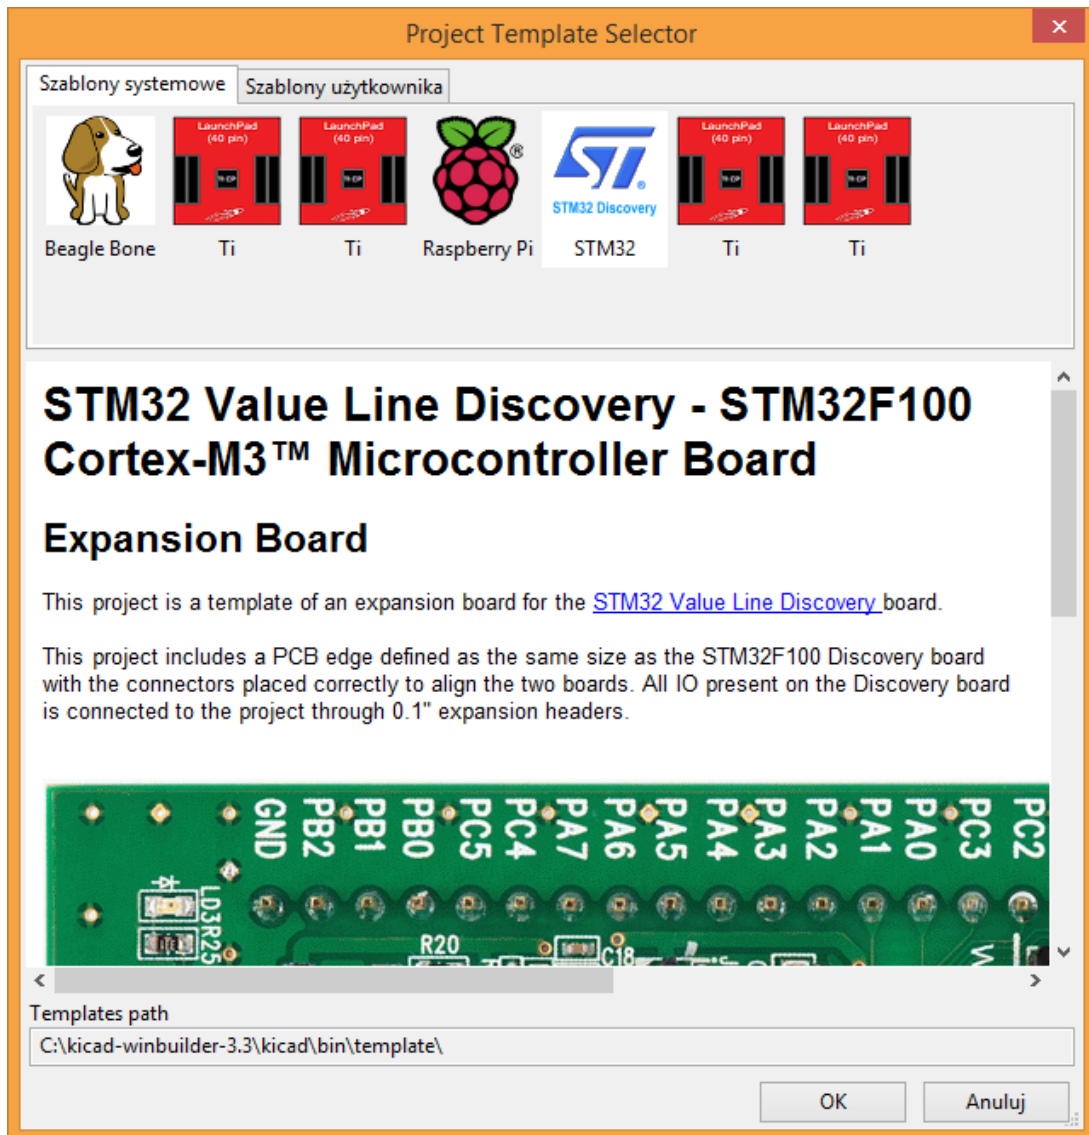 Project Template Selector
Szablony systemowe Szablony użytkownika
LaunchPad
(40 pin)
LaunchPad
(40 pin)
®
ST
STM32 Discovery
LaunchPad
(40 pin)
LaunchPad
(40 pin)
Beagle Bone Ti Ti Raspberry Pi STM32 Ti Ti
STM32 Value Line Discovery - STM32F100
Cortex-M3™ Microcontroller Board
Expansion Board
This project is a template of an expansion board for the STM32 Value Line Discovery board.
This project includes a PCB edge defined as the same size as the STM32F100 Discovery board
with the connectors placed correctly to align the two boards. All IO present on the Discovery board
is connected to the project through 0.1" expansion headers.
GND PB2 PB1 PB0 PC5 PC4 PA7 PA6 PA5 PA4 PA3 PA2 PA1 PA0 PC3 PC2
LD3 R25
R20
C18
Templates path
C:\kicad-winbuilder-3.3\kicad\bin\template\
OK Anuluj